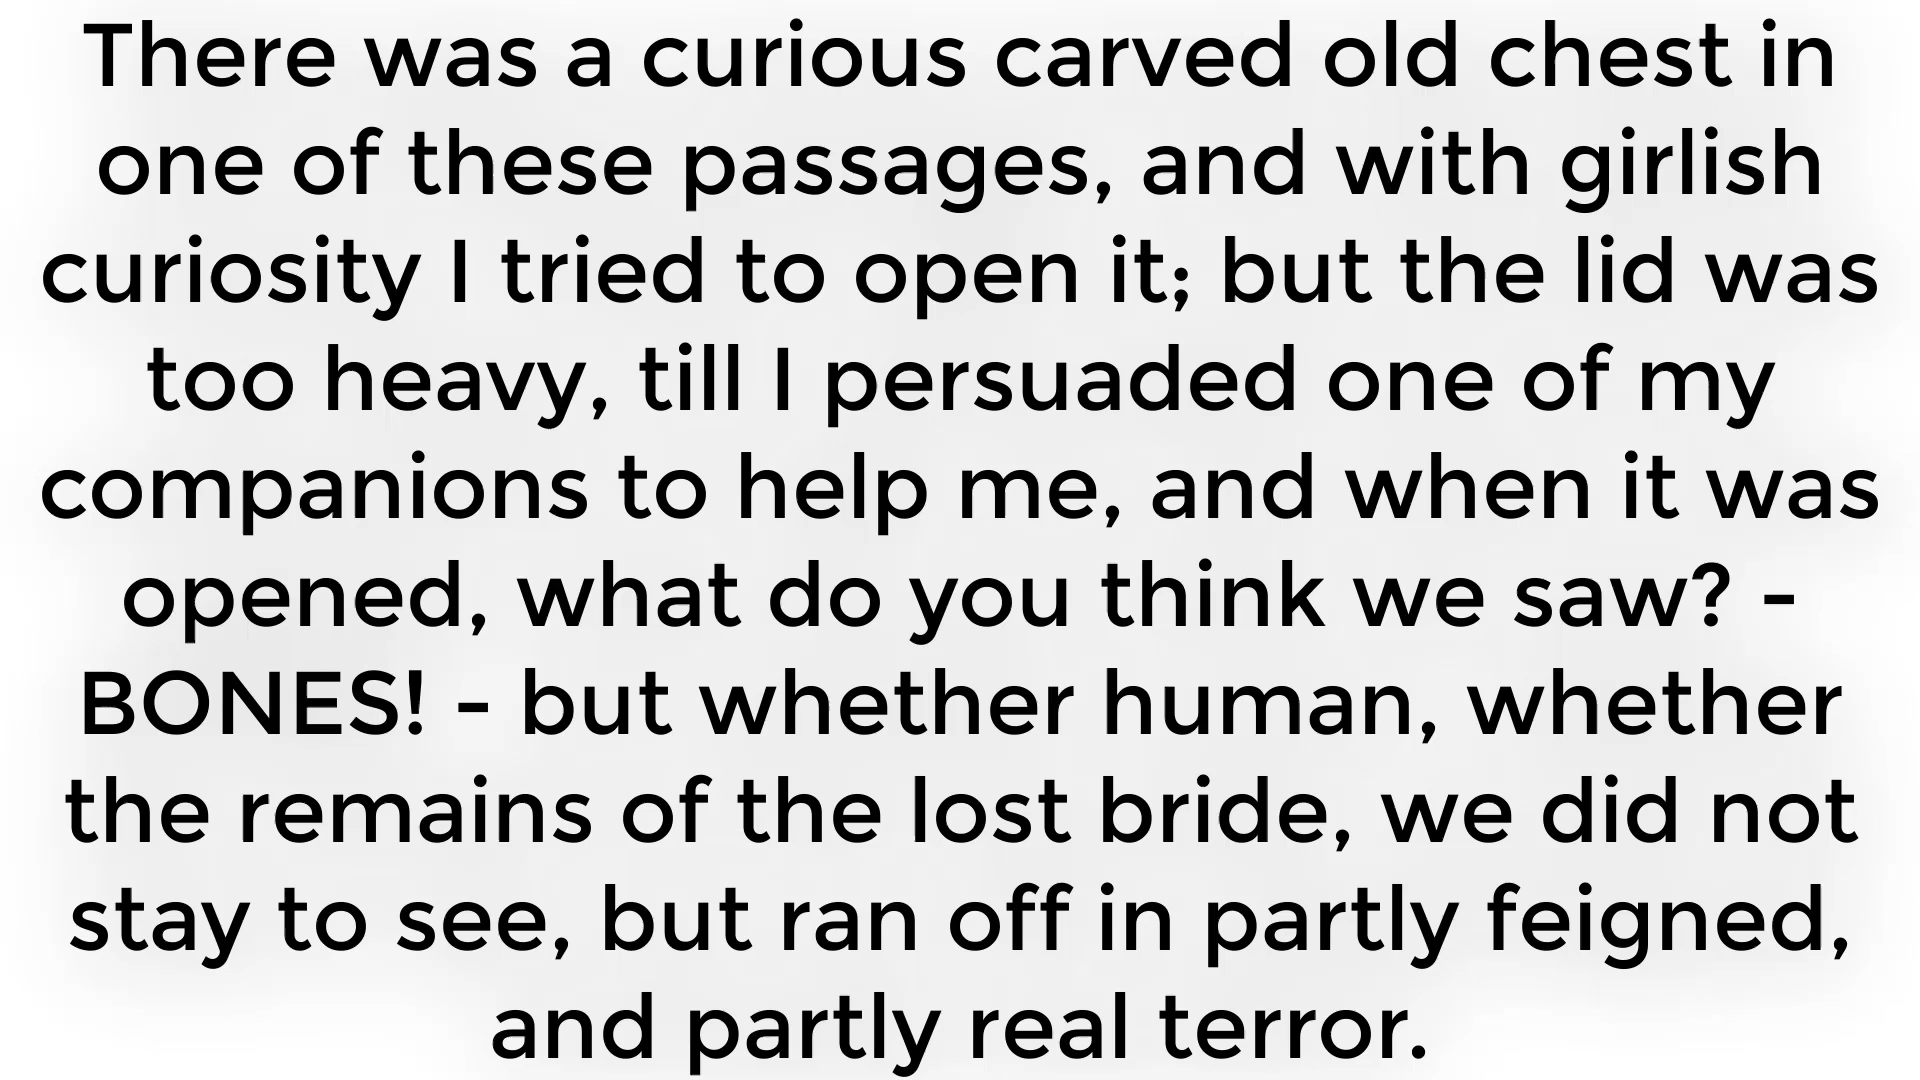 There was a curious carved old chest in
one of these passages, and with girlish
curiosity I tried to open it; but the lid was
too heavy, till I persuaded one of my
companions to help me, and when it was
opened, what do you think we saw? -
BONES! - but whether human, whether
the remains of the lost bride, we did not
stay to see, but ran off in partly feigned,
and partly real terror.